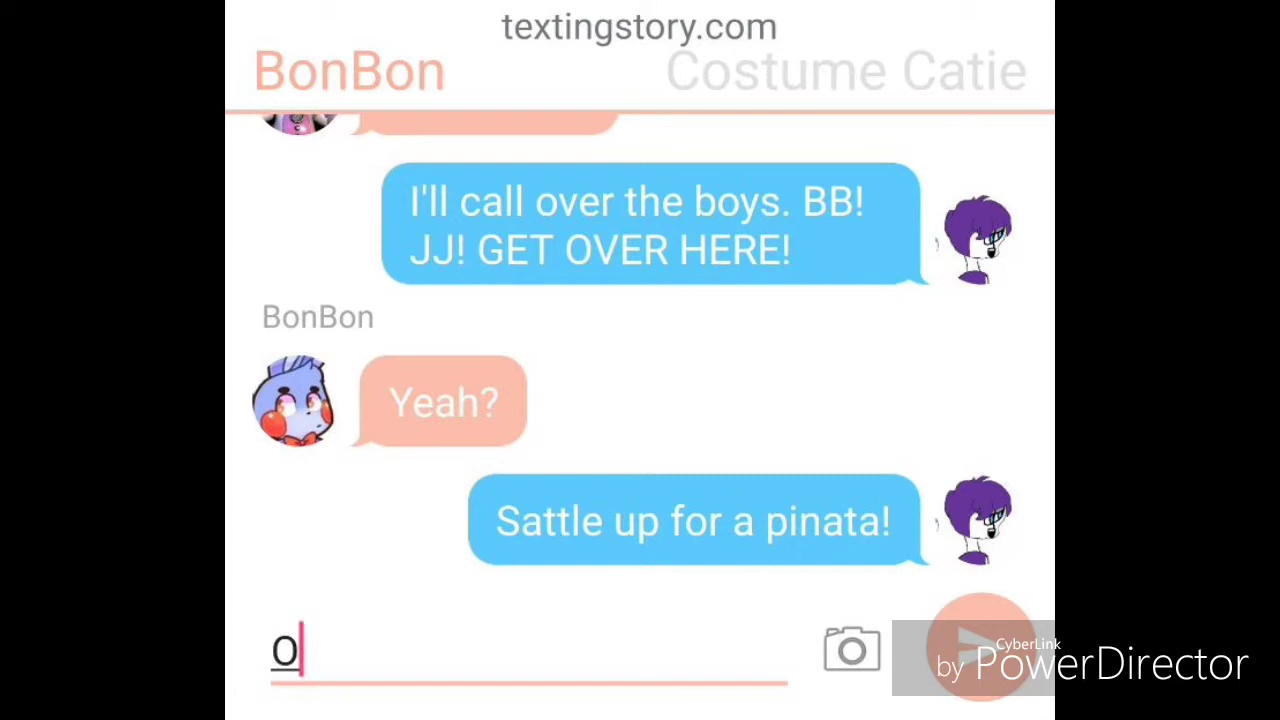 textingstory.com
BonBon
Costume Catie
I'll call over the boys. BB!
JJ! GET OVER HERE!
BonBon
Yeah?
Sattle up for a pinata!
O
CyberLink
by PowerDirector